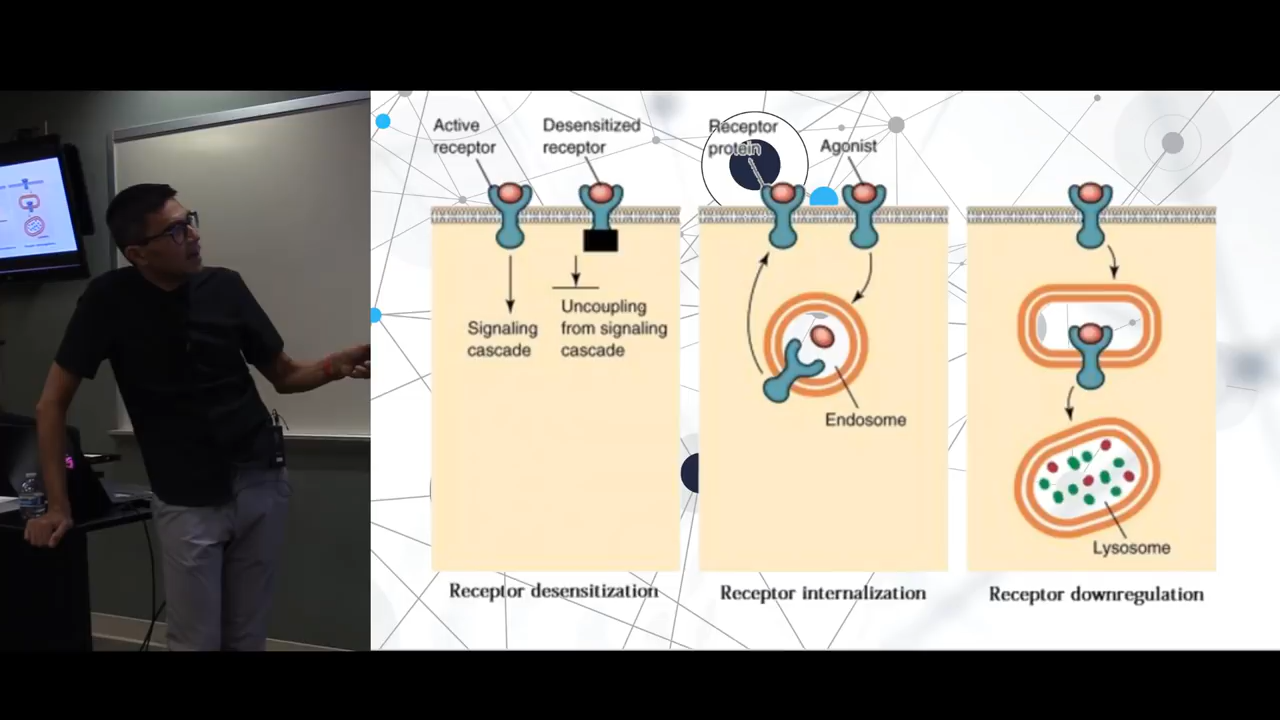 Active
receptor
Desensitized
receptor
Signaling
cascade
Uncoupling
from signaling
cascade
Receptor desensitization
Receptor
protein
Agonist
Endosome
Receptor internalization
Lysosome
Receptor downregulation